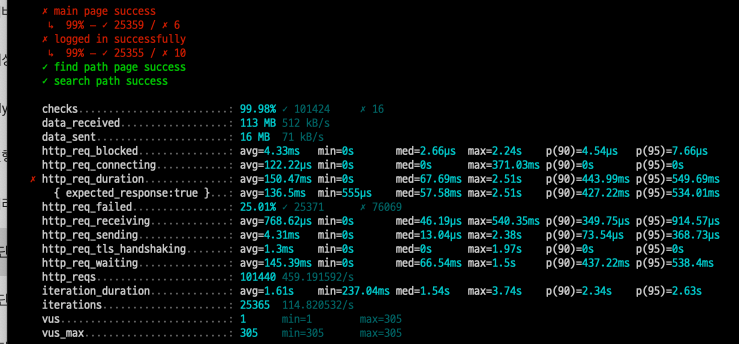 ✗ main page success
↳ 99% — ✓ 25359 / ✗ 6
✗ logged in successfully
↳ 99% — ✓ 25355 / ✗ 10
✓ find path page success
✓ search path success
checks.........................: 99.98% ✓ 101424 ✗ 16
data_received..................: 113 MB 512 kB/s
data_sent......................: 16 MB 71 kB/s
http_req_blocked...............: avg=4.33ms min=0s med=2.66µs max=2.24s p(90)=4.54µs p(95)=7.66µs
http_req_connecting............: avg=122.22µs min=0s med=0s max=371.03ms p(90)=0s p(95)=0s
✗ http_req_duration..............: avg=150.47ms min=0s med=67.69ms max=2.51s p(90)=443.99ms p(95)=549.69ms
{ expected_response:true }...: avg=136.5ms min=555µs med=57.58ms max=2.51s p(90)=427.22ms p(95)=534.01ms
http_req_failed................: 25.01% ✓ 25371 ✗ 76069
http_req_receiving.............: avg=768.62µs min=0s med=46.19µs max=540.35ms p(90)=349.75µs p(95)=914.57µs
http_req_sending...............: avg=4.31ms min=0s med=13.04µs max=2.38s p(90)=73.54µs p(95)=368.73µs
http_req_tls_handshaking.......: avg=1.3ms min=0s med=0s max=1.97s p(90)=0s p(95)=0s
http_req_waiting...............: avg=145.39ms min=0s med=66.54ms max=1.5s p(90)=437.22ms p(95)=538.4ms
http_reqs......................: 101440 459.191592/s
iteration_duration.............: avg=1.61s min=237.04ms med=1.54s max=3.74s p(90)=2.34s p(95)=2.63s
iterations.....................: 25365 114.820532/s
vus............................: 1 min=1 max=305
vus_max........................: 305 min=305 max=305